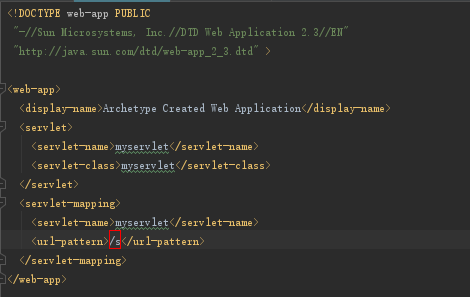 <!DOCTYPE web-app PUBLIC
"-//Sun Microsystems, Inc.//DTD Web Application 2.3//EN"
"http://java.sun.com/dtd/web-app_2_3.dtd" >
<web-app>
<display-name>Archetype Created Web Application</display-name>
<servlet>
<servlet-name>myservlet</servlet-name>
<servlet-class>myservlet</servlet-class>
</servlet>
<servlet-mapping>
<servlet-name>myservlet</servlet-name>
<url-pattern>/s</url-pattern>
</servlet-mapping>
</web-app>